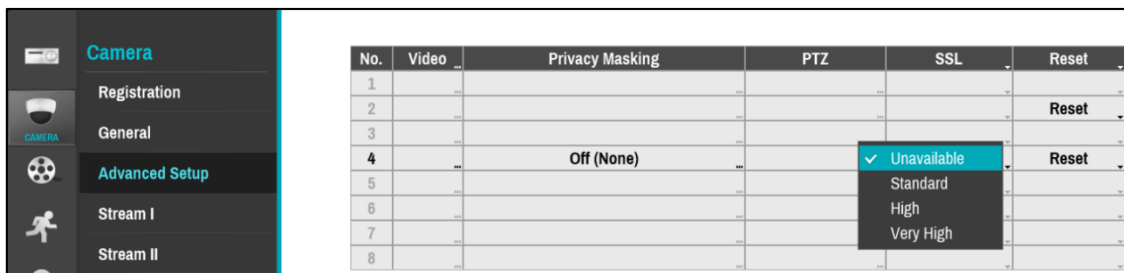 CAMERA
Camera
Registration
General
Advanced Setup
Stream I
Stream II
No. Video ... Privacy Masking PTZ SSL Reset
1
2 Reset
3
4 ... Off (None) ... Unavailable Reset
Standard
High
Very High
5
6
7
8